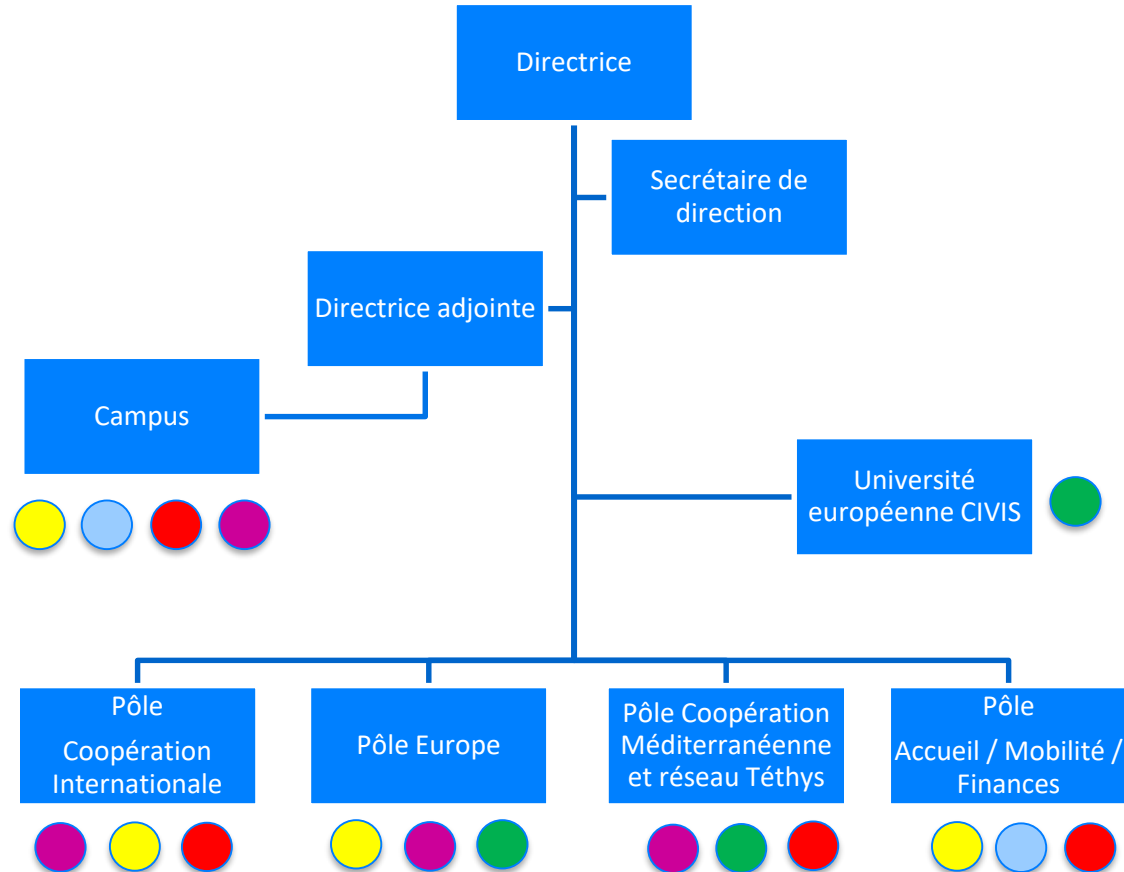 Directrice
Secrétaire de
direction
Directrice adjointe
Campus
Université
européenne CIVIS
Pôle
Coopération
Internationale
Pôle Europe
Pôle Coopération
Méditerranéenne
et réseau Téthys
Pôle
Accueil / Mobilité /
Finances